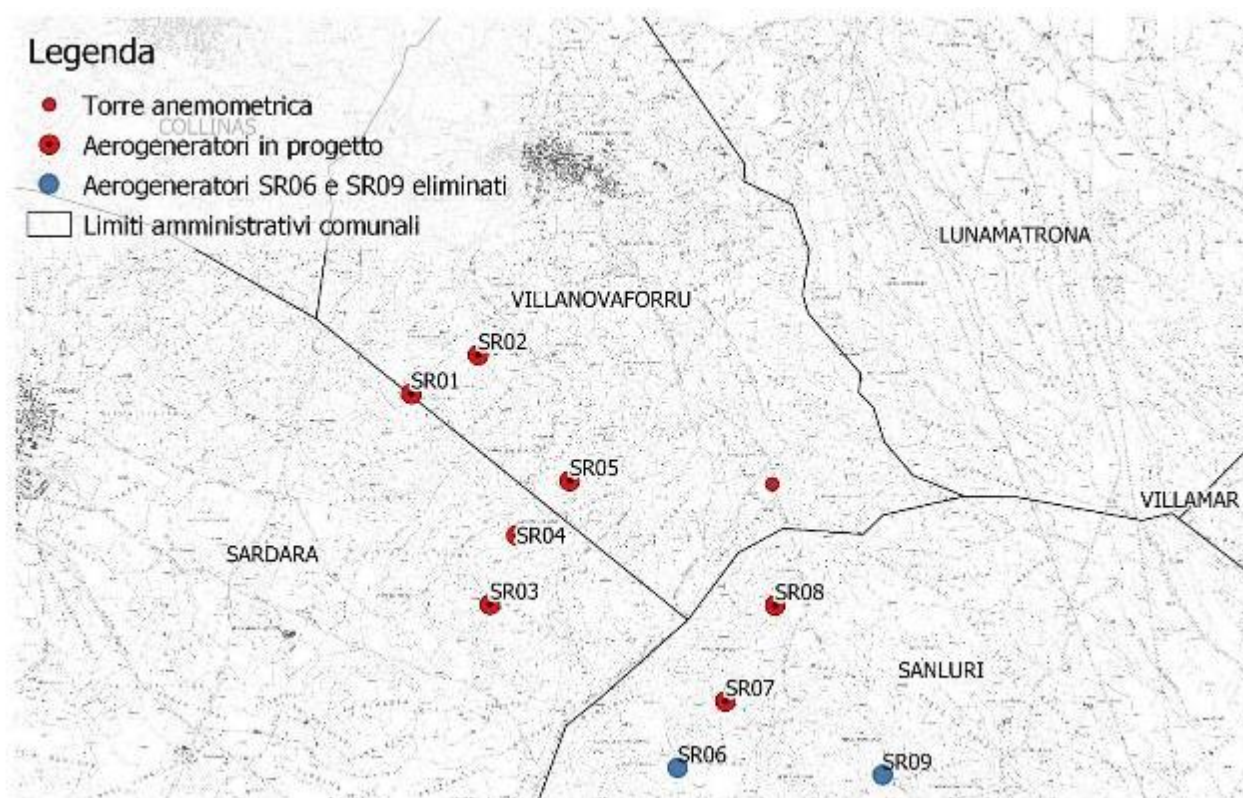 Legenda
Torre anemometrica
COLLINAS
Aerogeneratori in progetto
Aerogeneratori SR06 e SR09 eliminati
Limiti amministrativi comunali
LUNAMATRONA
VILLANOVAFORRU
SR02
SR01
SR05
VILLAMAR
SR04
SARDARA
SR03
SR08
SANLURI
SR07
SR06
SR09